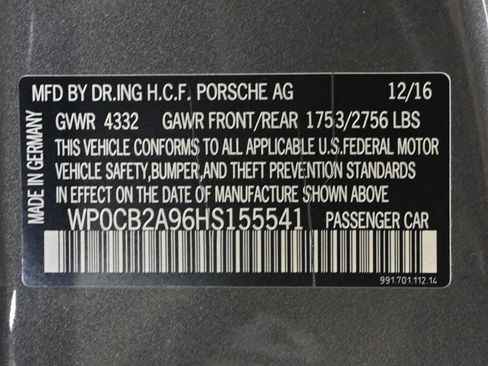 MFD BY DR.ING H.C.F. PORSCHE AG 12/16
GVWR 4332 GAWR FRONT/REAR 1753/2756 LBS
THIS VEHICLE CONFORMS TO ALL APPLICABLE U.S.FEDERAL MOTOR
VEHICLE SAFETY,BUMPER,AND THEFT PREVENTION STANDARDS
IN EFFECT ON THE DATE OF MANUFACTURE SHOWN ABOVE
WP0CB2A96HS155541 PASSENGER CAR
MADE IN GERMANY
991.701.112.14